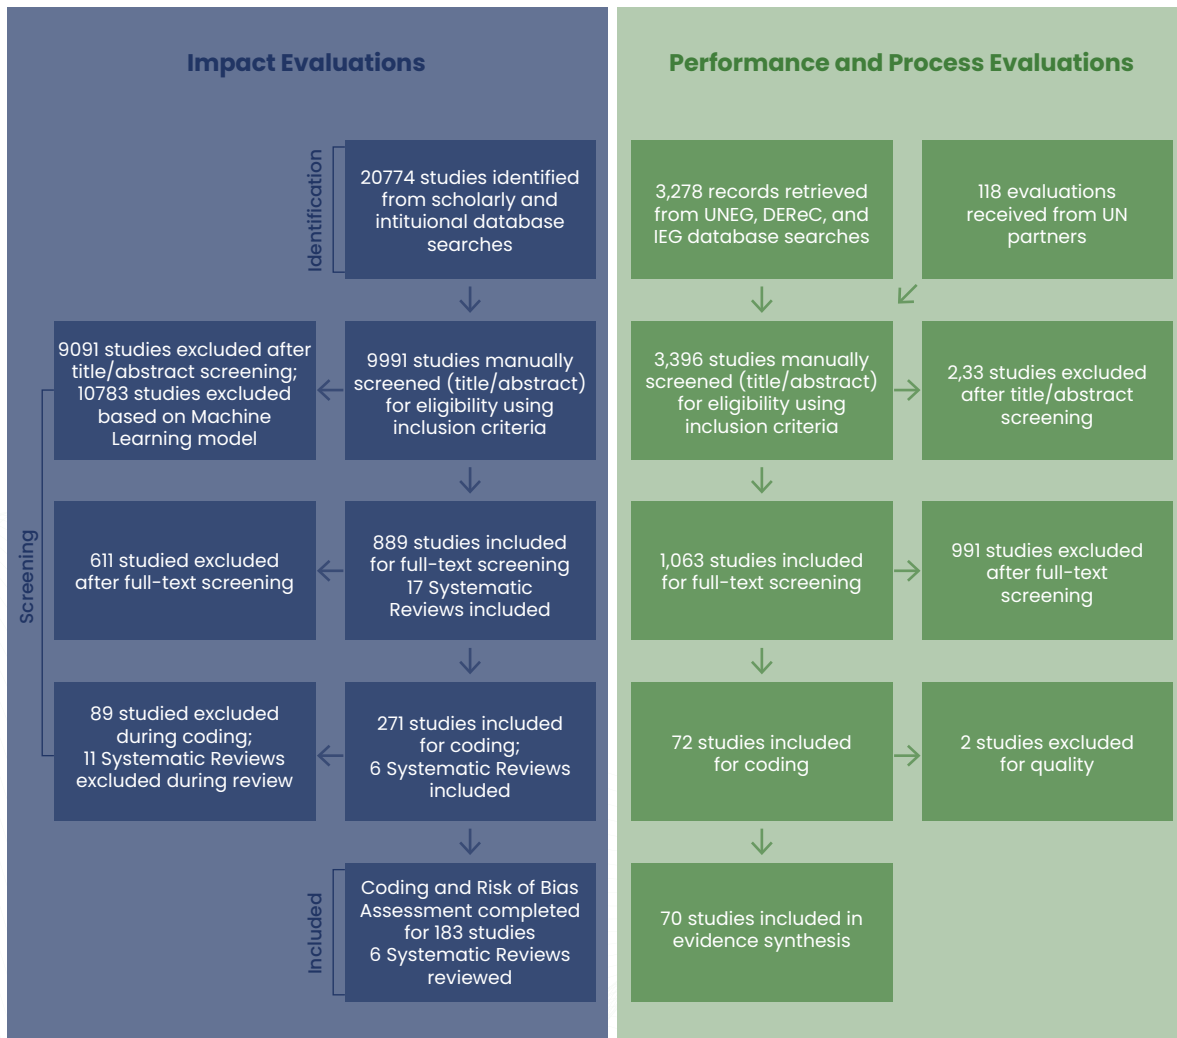 Impact Evaluations
Identification
20774 studies identified
from scholarly and
intituional database
searches
9091 studies excluded after
title/abstract screening;
10783 studies excluded
based on Machine
Learning model
9991 studies manually
screened (title/abstract)
for eligibility using
inclusion criteria
Screening
611 studied excluded
after full-text screening
889 studies included
for full-text screening
17 Systematic
Reviews included
89 studied excluded
during coding;
11 Systematic Reviews
excluded during review
271 studies included
for coding;
6 Systematic Reviews
included
Included
Coding and Risk of Bias
Assessment completed
for 183 studies
6 Systematic Reviews
reviewed
Performance and Process Evaluations
3,278 records retrieved
from UNEG, DEReC, and
IEG database searches
118 evaluations
received from UN
partners
3,396 studies manually
screened (title/abstract)
for eligibility using
inclusion criteria
2,33 studies excluded
after title/abstract
screening
1,063 studies included
for full-text screening
991 studies excluded
after full-text
screening
72 studies included
for coding
2 studies excluded
for quality
70 studies included in
evidence synthesis